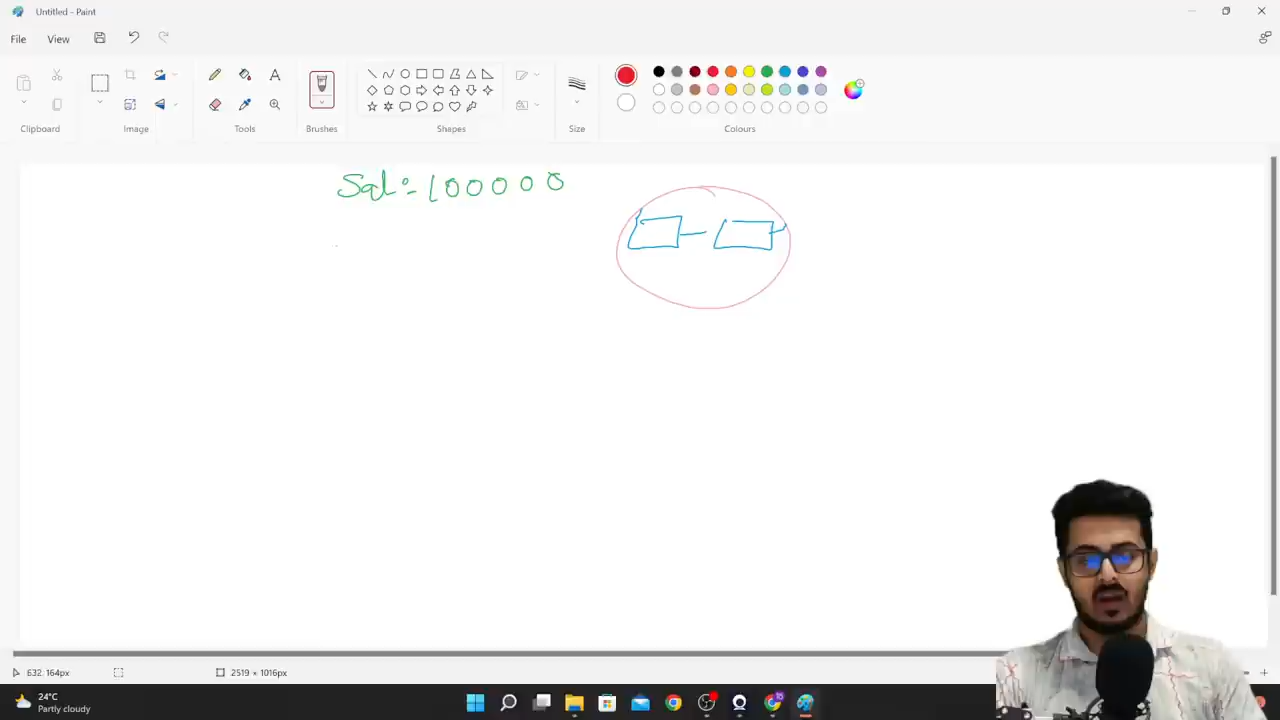 Untitled - Paint
File
View
Clipboard
Image
Tools
Brushes
Shapes
Size
Colours
Sal:-100000
632, 164px
2519 × 1016px
24°C
Partly cloudy